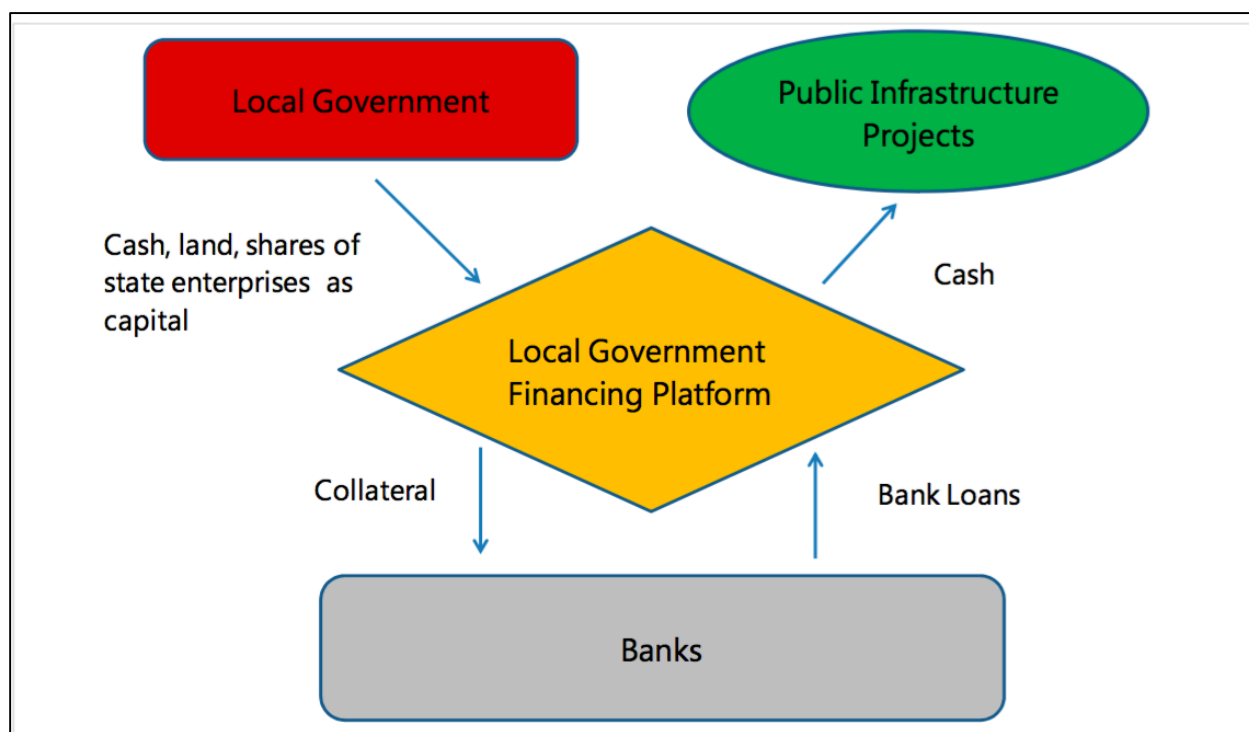 Local Government
Public Infrastructure
Projects
Cash, land, shares of
state enterprises as
capital
Cash
Local Government
Financing Platform
Collateral
Bank Loans
Banks